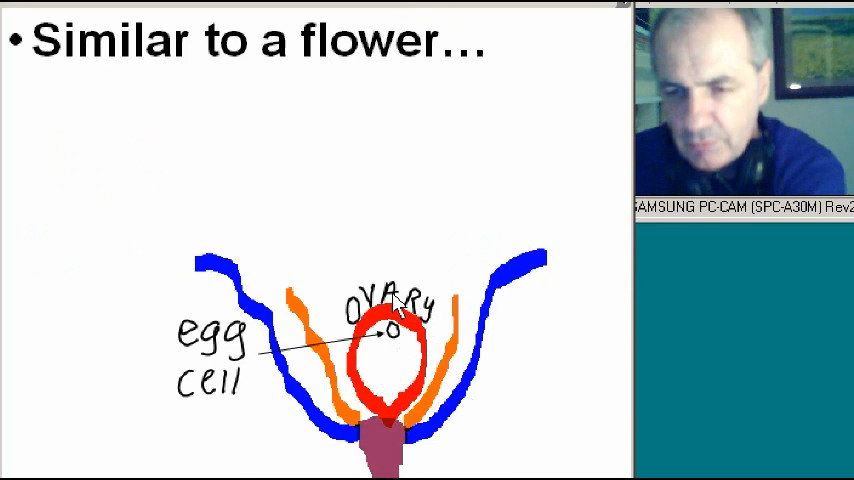 • Similar to a flower…
OVARy
egg
cell
SAMSUNG PC-CAM (SPC-A30M) Rev2